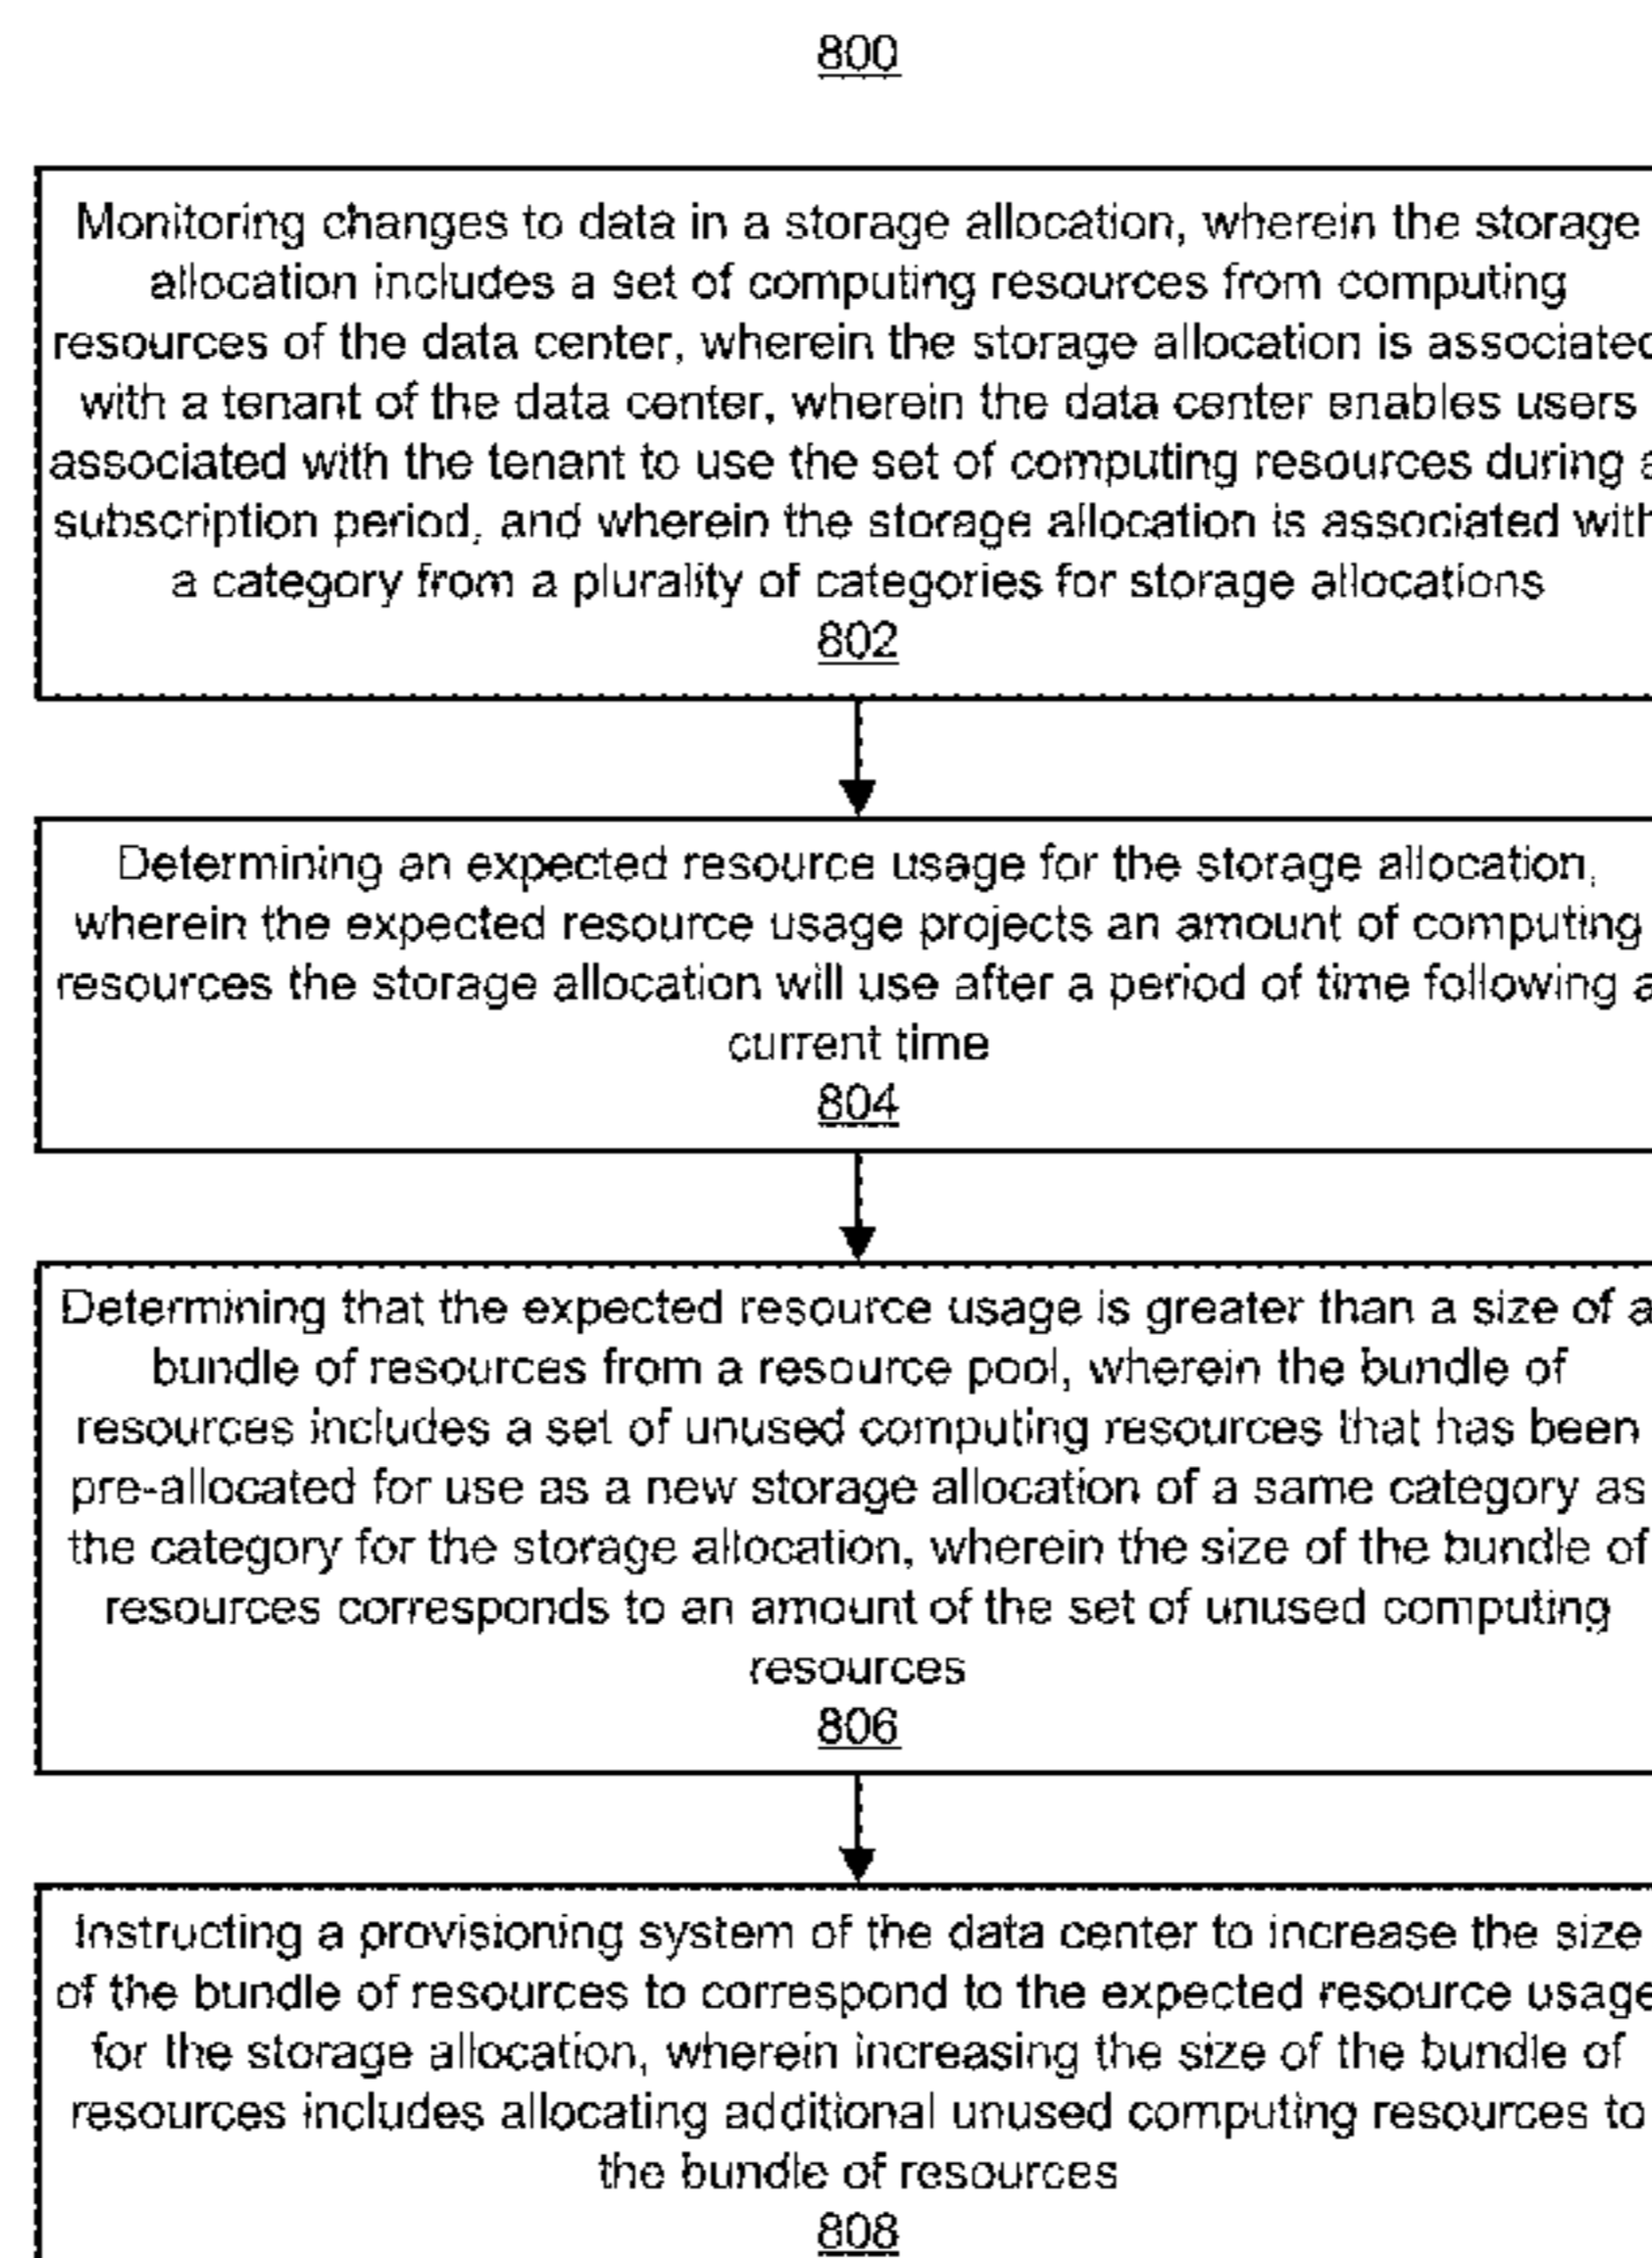 800
Monitoring changes to data in a storage allocation, wherein the storage
allocation includes a set of computing resources from computing
resources of the data center, wherein the storage allocation is associated
with a tenant of the data center, wherein the data center enables users
associated with the tenant to use the set of computing resources during a
subscription period, and wherein the storage allocation is associated with
a category from a plurality of categories for storage allocations
802
Determining an expected resource usage for the storage allocation,
wherein the expected resource usage projects an amount of computing
resources the storage allocation will use after a period of time following a
current time
804
Determining that the expected resource usage is greater than a size of a
bundle of resources from a resource pool, wherein the bundle of
resources includes a set of unused computing resources that has been
pre-allocated for use as a new storage allocation of a same category as
the category for the storage allocation, wherein the size of the bundle of
resources corresponds to an amount of the set of unused computing
resources
806
Instructing a provisioning system of the data center to increase the size
of the bundle of resources to correspond to the expected resource usage
for the storage allocation, wherein increasing the size of the bundle of
resources includes allocating additional unused computing resources to
the bundle of resources
808